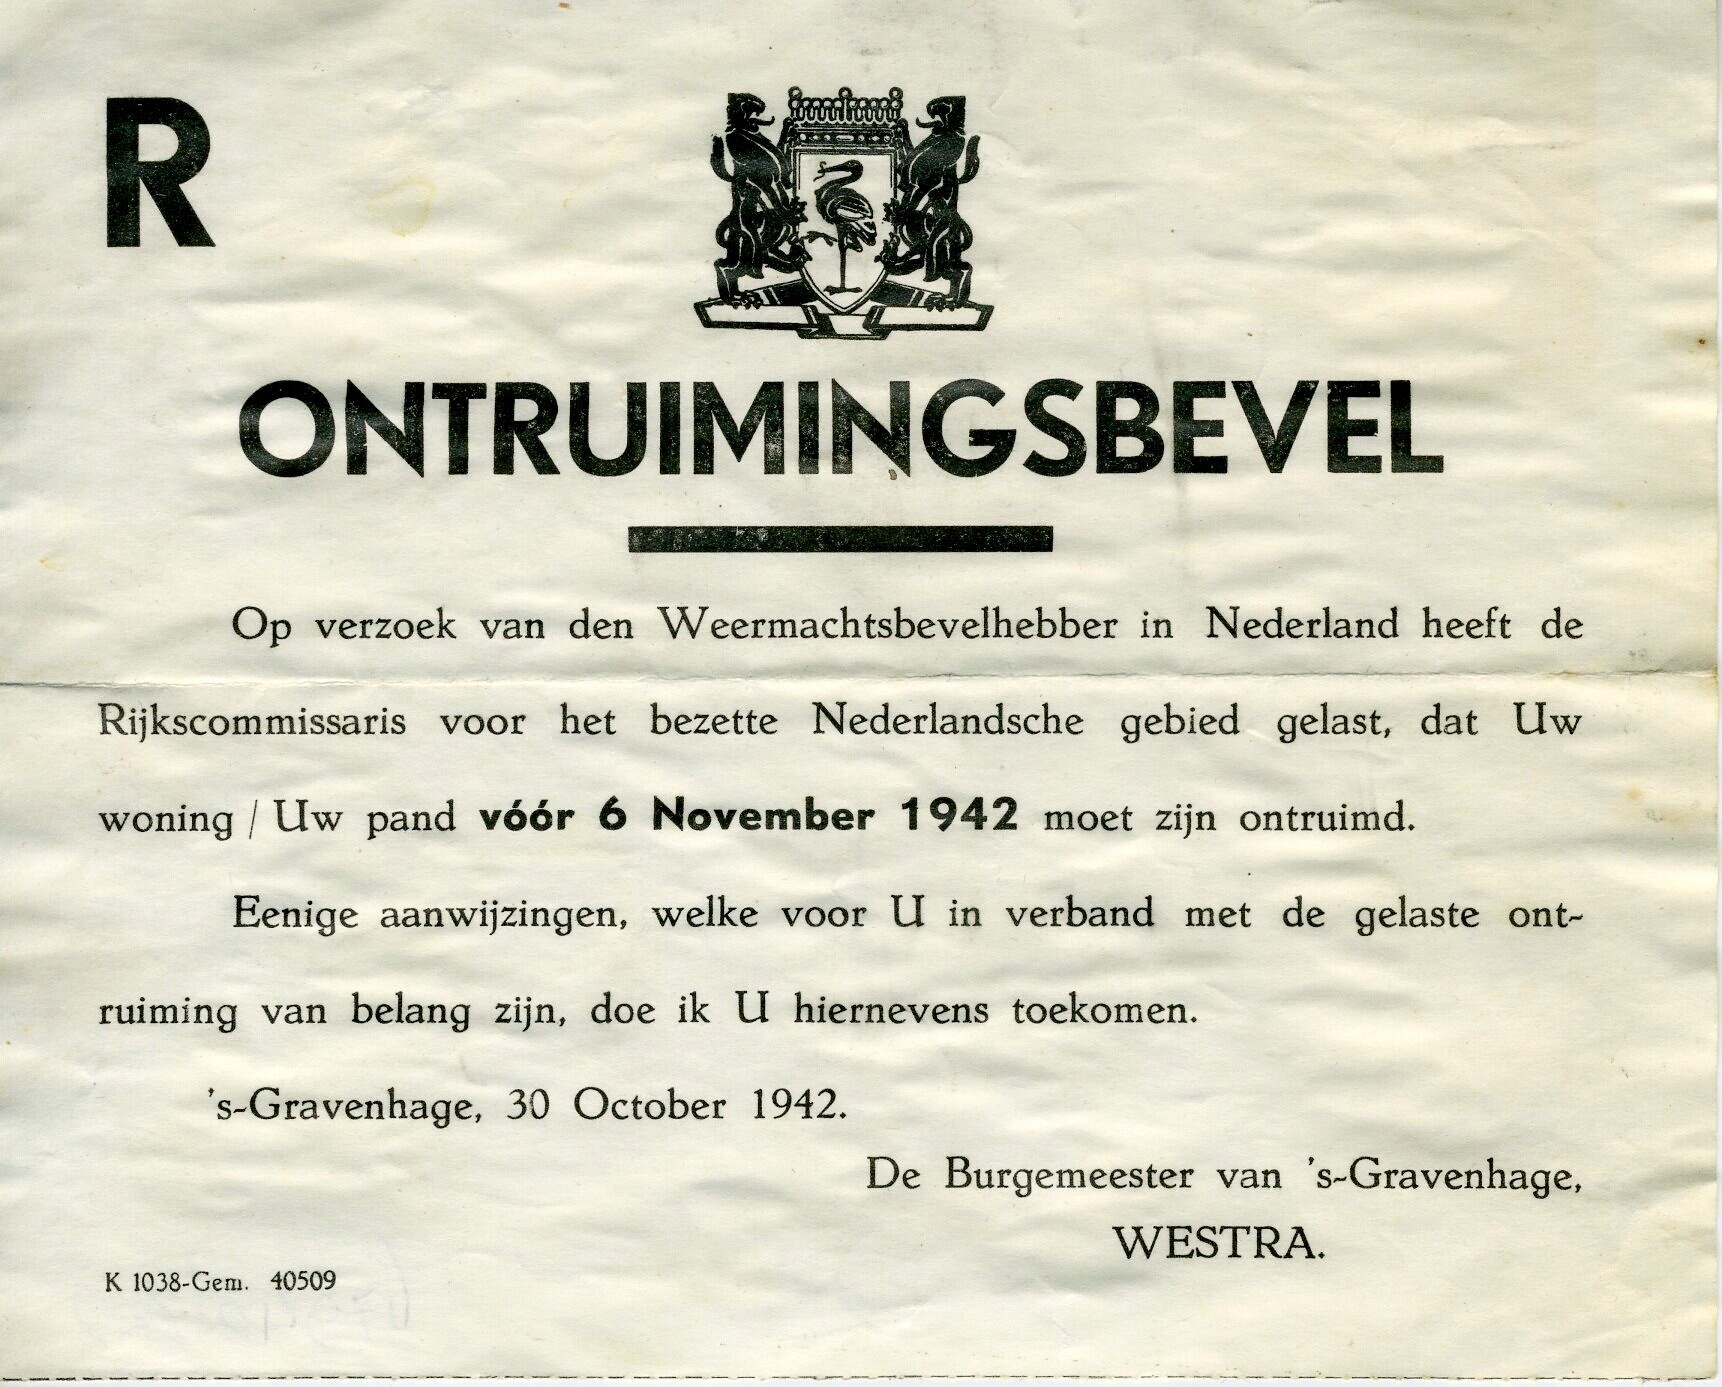 R
ONTRUIMINGSBEVEL
Op verzoek van den Weermachtsbevelhebber in Nederland heeft de
Rijkscommissaris voor het bezette Nederlandsche gebied gelast, dat Uw
woning / Uw pand vóór 6 November 1942 moet zijn ontruimd.
Eenige aanwijzingen, welke voor U in verband met de gelaste ont-
ruiming van belang zijn, doe ik U hiernevens toekomen.
's-Gravenhage, 30 October 1942.
De Burgemeester van 's-Gravenhage,
WESTRA.
K 1038-Gem. 40509